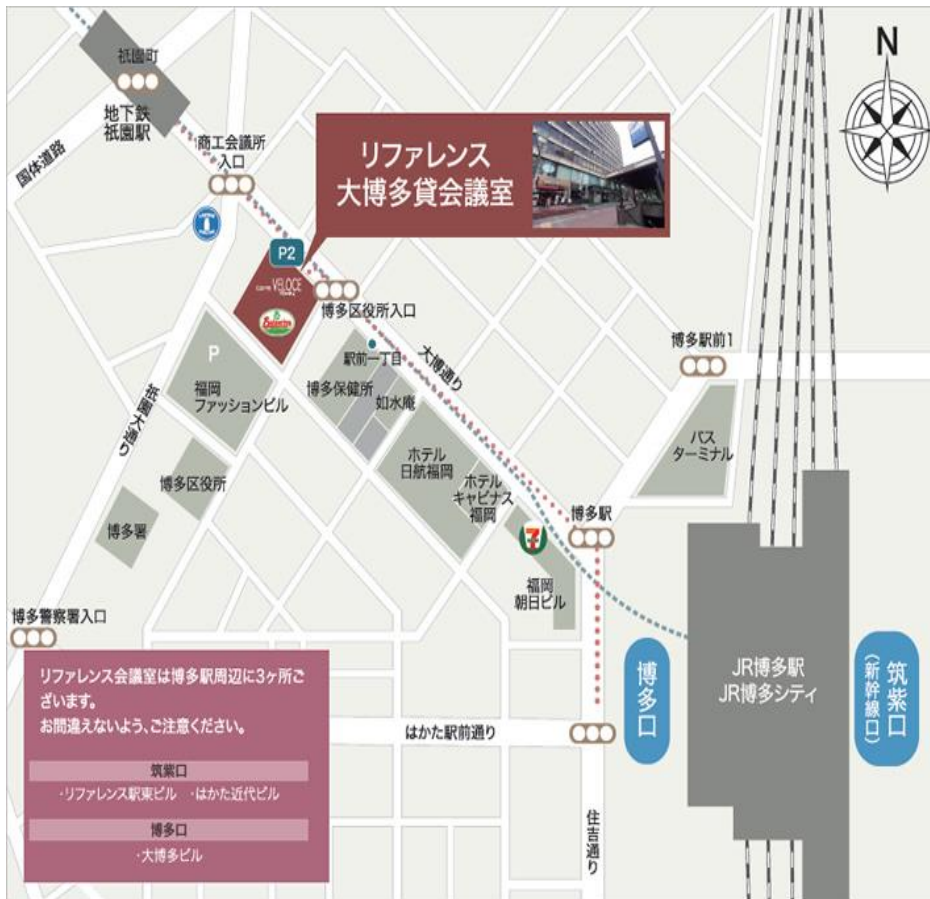 祇園町
地下鉄
祇園駅
国体道路
商工会議所
入口
リファレンス
大博多貸会議室
N
P2
CAFFE VELOCE
博多区役所入口
駅前一丁目
大博通り
博多駅前1
P
福岡
ファッションビル
博多保健所
如水庵
祇園大通り
博多区役所
博多署
ホテル
日航福岡
ホテル
キャビナス
福岡
バス
ターミナル
博多駅
7
福岡
朝日ビル
博多警察署入口
博多口
JR博多駅
JR博多シティ
筑紫口
(新幹線口)
リファレンス会議室は博多駅周辺に3ヶ所ご
ざいます。
お間違えないよう、ご注意ください。
筑紫口
・リファレンス駅東ビル ・はかた近代ビル
博多口
・大博多ビル
はかた駅前通り
住吉通り